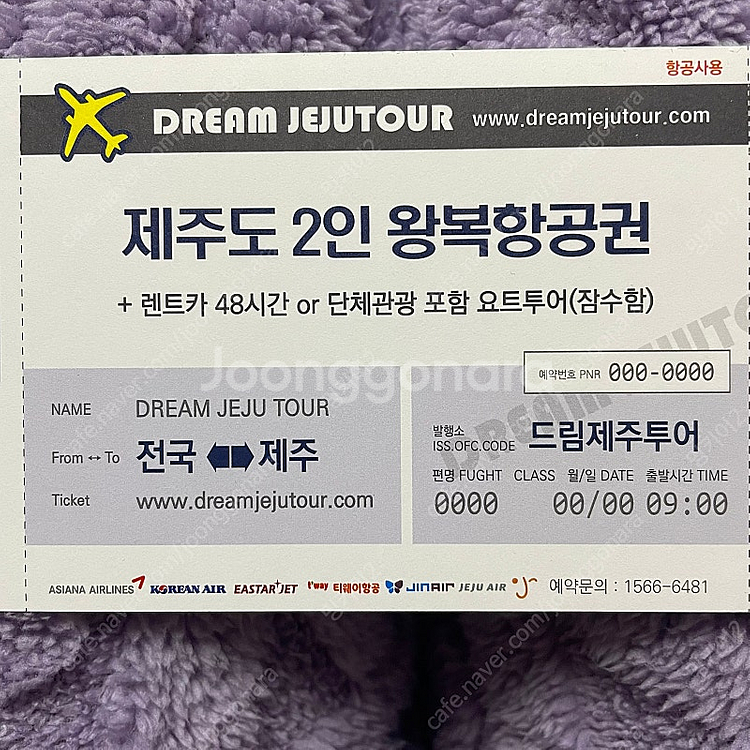 항공사용
DREAM JEJUTOUR www.dreamjejutour.com
제주도 2인 왕복항공권
+ 렌트카 48시간 or 단체관광 포함 요트투어(잠수함)
Joonggonara
예약번호 PNR 000-0000
NAME DREAM JEJU TOUR
From ↔ To 전국 제주
Ticket www.dreamjejutour.com
발행소
ISS.OFC.CODE 드림제주투어
편명 FUGHT CLASS 월/일 DATE 출발시간 TIME
0000 00/00 09:00
ASIANA AIRLINES KOREAN AIR EASTAR JET t'way 티웨이항공 JINAIR JEJU AIR 예약문의 : 1566-6481